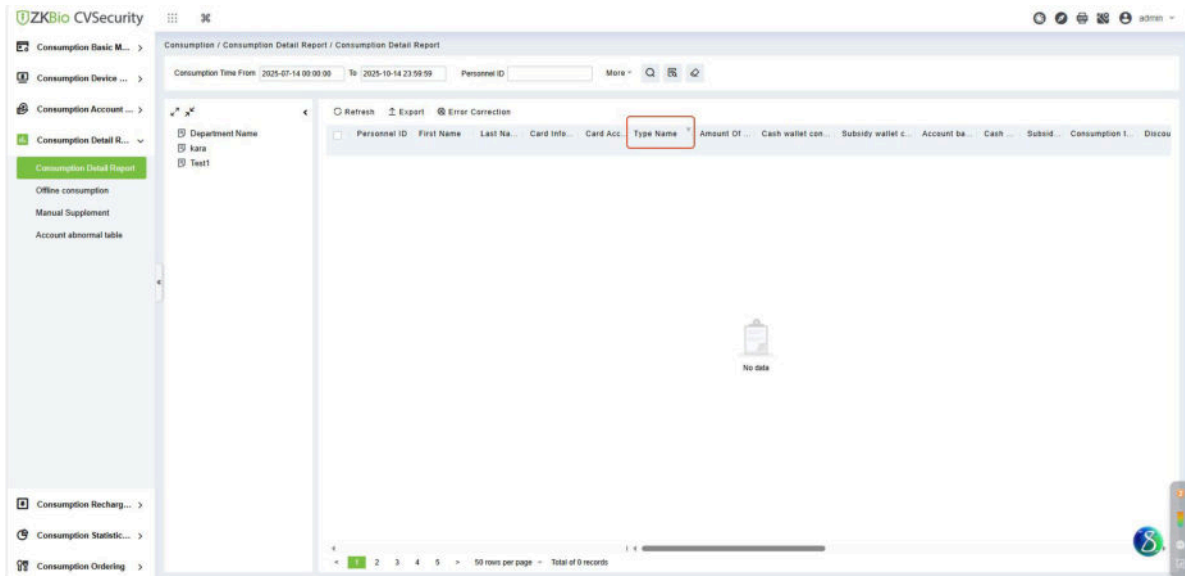 ZKBio CVSecurity
admin
Consumption Basic M... >
Consumption Device ... >
Consumption Account ... >
Consumption Detail R...
Consumption Detail Report
Offline consumption
Manual Supplement
Account abnormal table
Consumption Recharg... >
Consumption Statistic... >
Consumption Ordering >
Consumption / Consumption Detail Report / Consumption Detail Report
Consumption Time From 2025-07-14 00:00:00 To 2025-10-14 23:59:59 Personnel ID More
Department Name
kara
Test1
Refresh Export Error Correction
Personnel ID First Name Last Na... Card Info... Card Acc... Type Name Amount Of ... Cash wallet con... Subsidy wallet c... Account ba... Cash ... Subsid... Consumption t... Discou
No data
< 1 2 3 4 5 > 50 rows per page Total of 0 records